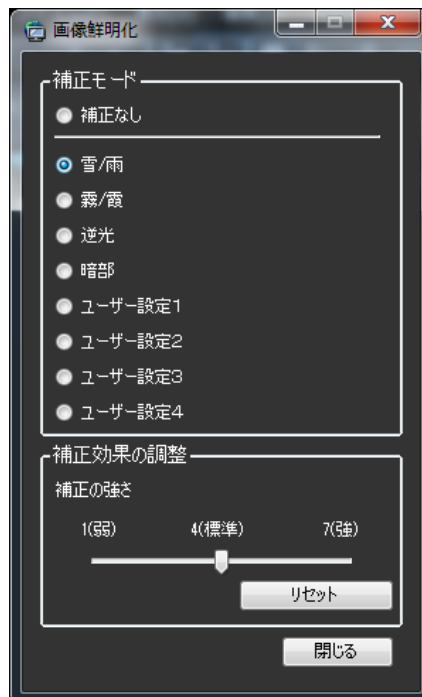 画像鮮明化
補正モード
補正なし
雪/雨
霧/霞
逆光
暗部
ユーザー設定1
ユーザー設定2
ユーザー設定3
ユーザー設定4
補正効果の調整
補正の強さ
1(弱) 4(標準) 7(強)
リセット
閉じる